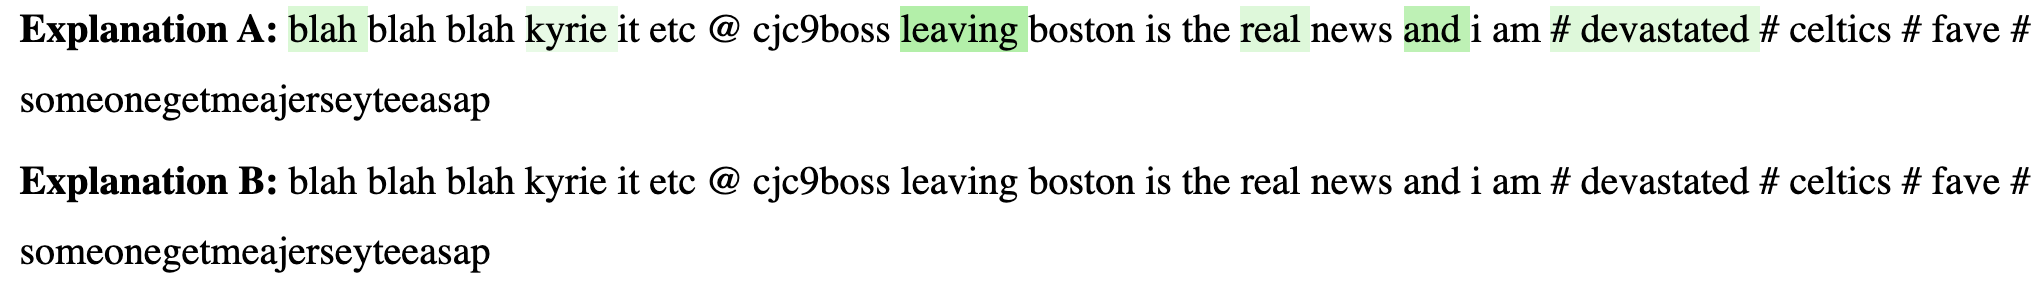 Explanation A: blah blah blah kyrie it etc @ cjc9boss leaving boston is the real news and i am # devastated # celtics # fave #
someonegetmeajerseyteeasap
Explanation B: blah blah blah kyrie it etc @ cjc9boss leaving boston is the real news and i am # devastated # celtics # fave #
someonegetmeajerseyteeasap